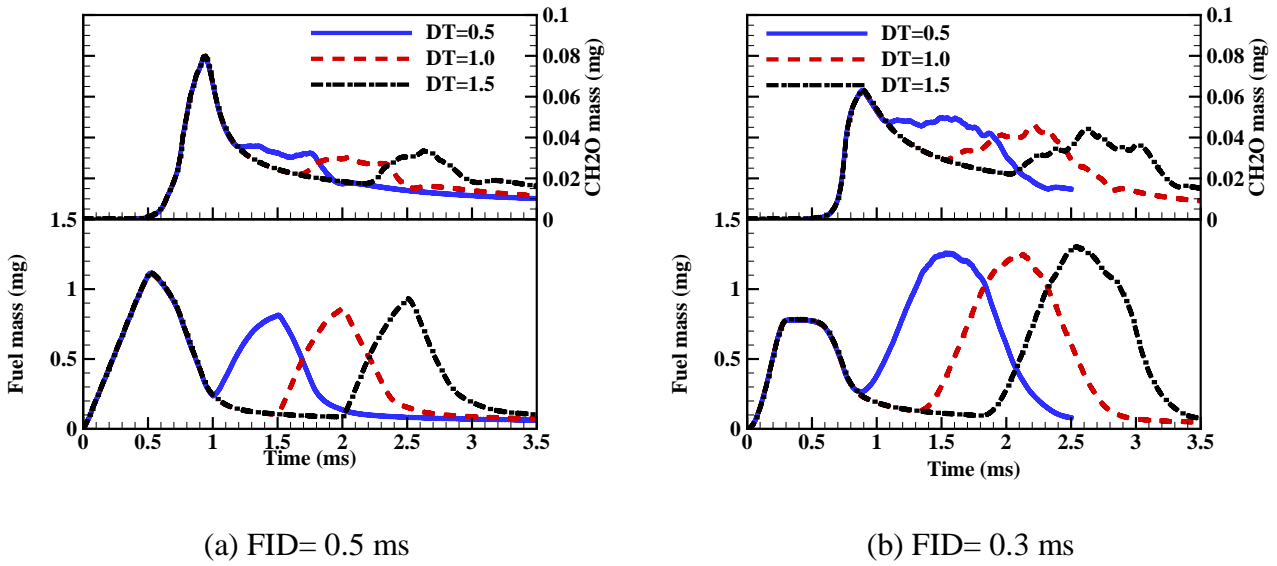 DT=0.5
DT=1.0
DT=1.5
0.1
0.08
0.06
0.04
0.02
0
CH2O mass (mg)
1.5
1
0.5
0
Fuel mass (mg)
0 0.5 1 1.5 2 2.5 3 3.5
Time (ms)
(a) FID= 0.5 ms
DT=0.5
DT=1.0
DT=1.5
0.1
0.08
0.06
0.04
0.02
0
CH2O mass (mg)
1.5
1
0.5
0
Fuel mass (mg)
0 0.5 1 1.5 2 2.5 3 3.5
Time (ms)
(b) FID= 0.3 ms